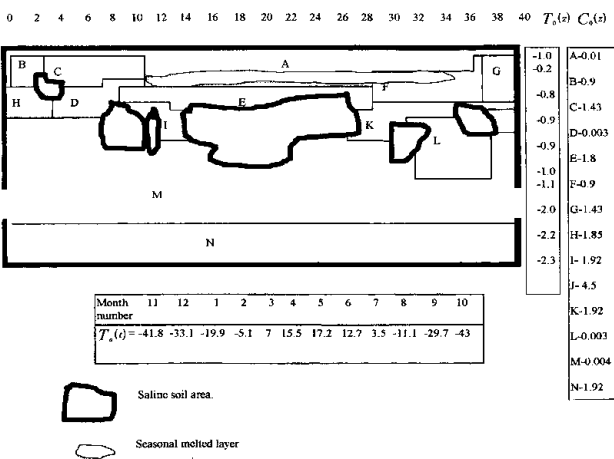 0 2 4 6 8 10 12 14 16 18 20 22 24 26 28 30 32 34 36 38 40 T₀(z) C₀(z)
B C A G
H D F
E I K L
M
N
-1.0
-0.2
-0.8
-0.9
-0.9
-1.0
-1.1
-2.0
-2.2
-2.3
A-0.01
B-0.9
C-1.43
D-0.003
E-1.8
F-0.9
G-1.43
H-1.85
I-1.92
J-4.5
K-1.92
L-0.003
M-0.004
N-1.92
Month 11 12 1 2 3 4 5 6 7 8 9 10
number
Tₐ(t)= -41.8 -33.1 -19.9 -5.1 7 15.5 17.2 12.7 3.5 -11.1 -29.7 -43
Saline soil area.
Seasonal melted layer